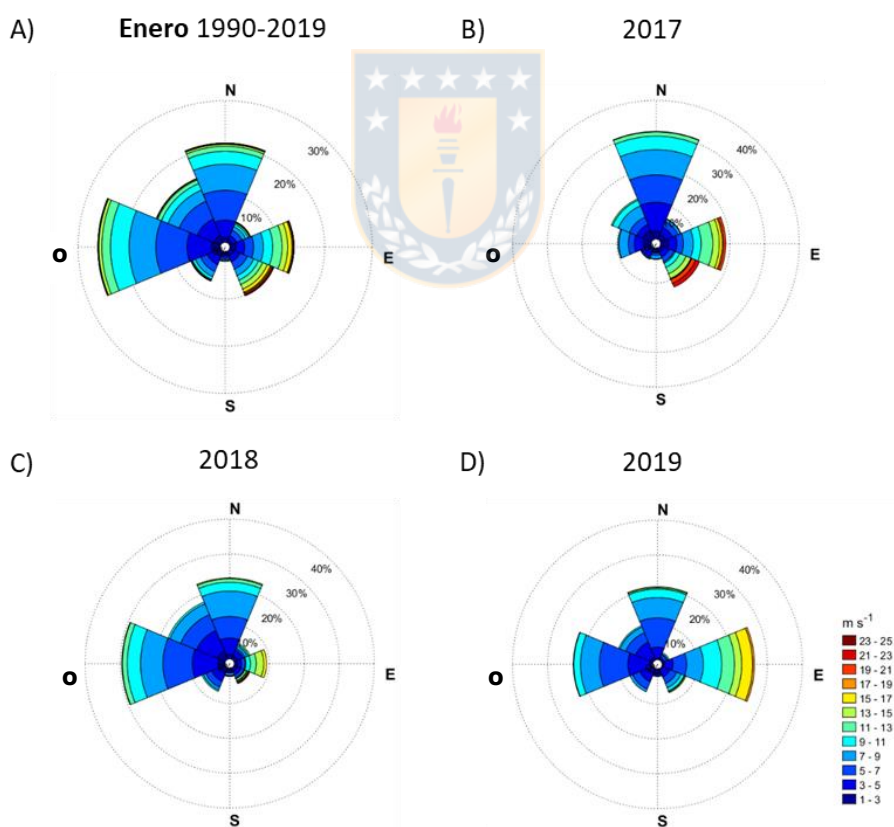 A) Enero 1990-2019
B) 2017
N
30%
20%
10%
O
E
S
N
40%
30%
20%
10%
O
E
S
C) 2018
D) 2019
N
40%
30%
20%
10%
O
E
S
N
40%
30%
20%
10%
O
E
S
m s⁻¹
23 - 25
21 - 23
19 - 21
17 - 19
15 - 17
13 - 15
11 - 13
9 - 11
7 - 9
5 - 7
3 - 5
1 - 3